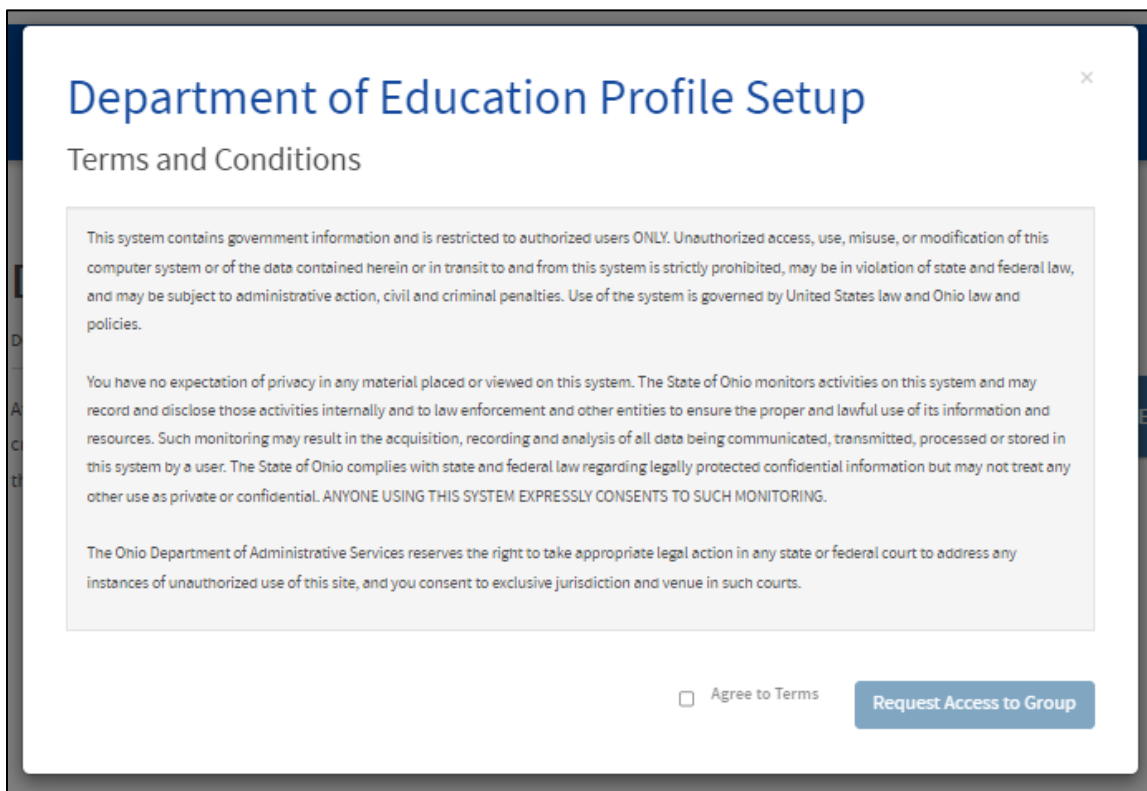 Department of Education Profile Setup
×
Terms and Conditions
This system contains government information and is restricted to authorized users ONLY. Unauthorized access, use, misuse, or modification of this
computer system or of the data contained herein or in transit to and from this system is strictly prohibited, may be in violation of state and federal law,
and may be subject to administrative action, civil and criminal penalties. Use of the system is governed by United States law and Ohio law and
policies.
You have no expectation of privacy in any material placed or viewed on this system. The State of Ohio monitors activities on this system and may
record and disclose those activities internally and to law enforcement and other entities to ensure the proper and lawful use of its information and
resources. Such monitoring may result in the acquisition, recording and analysis of all data being communicated, transmitted, processed or stored in
this system by a user. The State of Ohio complies with state and federal law regarding legally protected confidential information but may not treat any
other use as private or confidential. ANYONE USING THIS SYSTEM EXPRESSLY CONSENTS TO SUCH MONITORING.
The Ohio Department of Administrative Services reserves the right to take appropriate legal action in any state or federal court to address any
instances of unauthorized use of this site, and you consent to exclusive jurisdiction and venue in such courts.
Agree to Terms
Request Access to Group